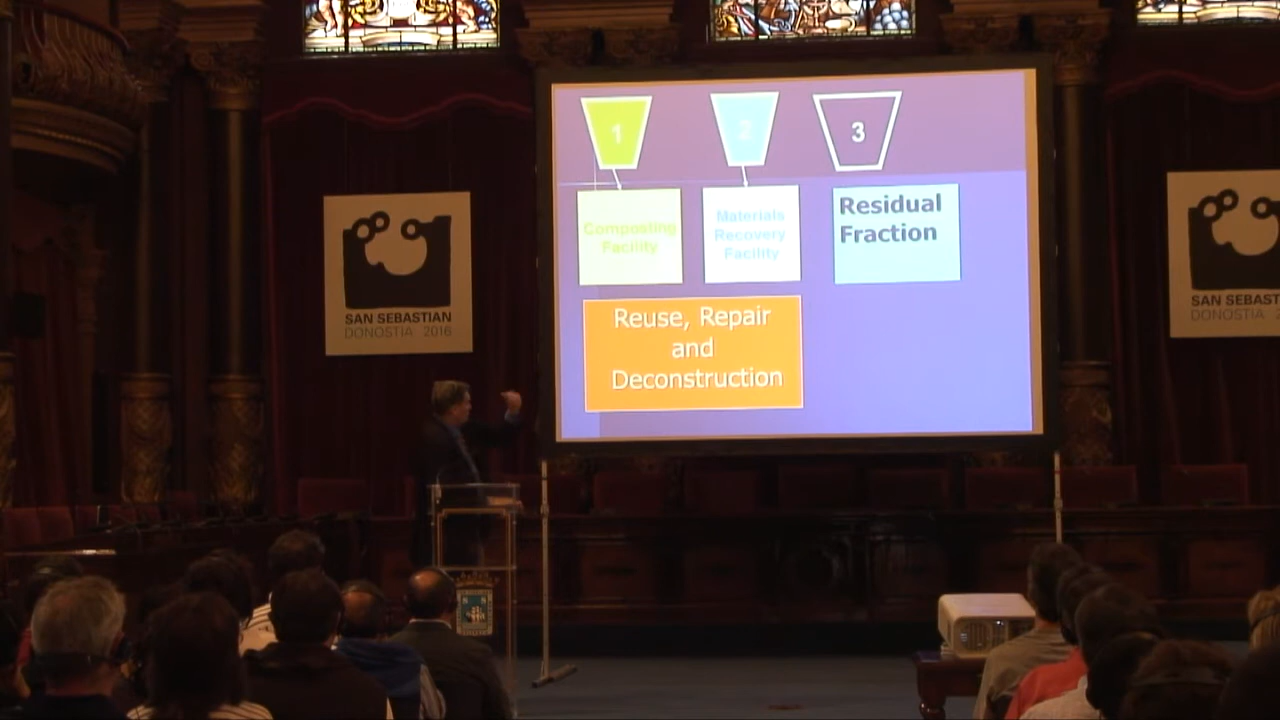 1
2
3
Composting
Facility
Materials
Recovery
Facility
Residual
Fraction
Reuse, Repair
and
Deconstruction
SAN SEBASTIAN
DONOSTIA 2016
SAN SEBAST
DONOSTIA 2